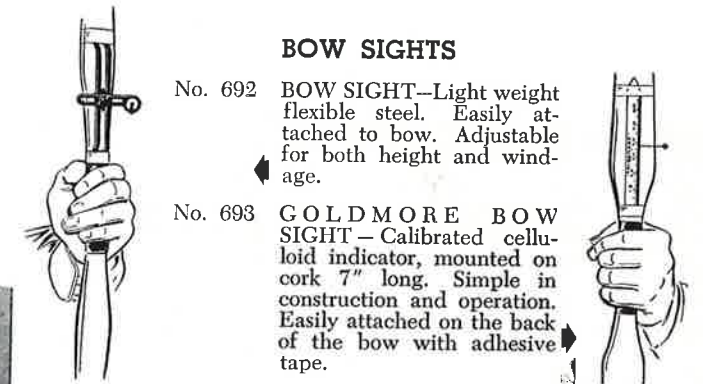 BOW SIGHTS
No. 692 BOW SIGHT—Light weight
flexible steel. Easily at-
tached to bow. Adjustable
for both height and wind-
age.
No. 693 GOLDMORE BOW
SIGHT — Calibrated cellu-
loid indicator, mounted on
cork 7" long. Simple in
construction and operation.
Easily attached on the back
of the bow with adhesive
tape.